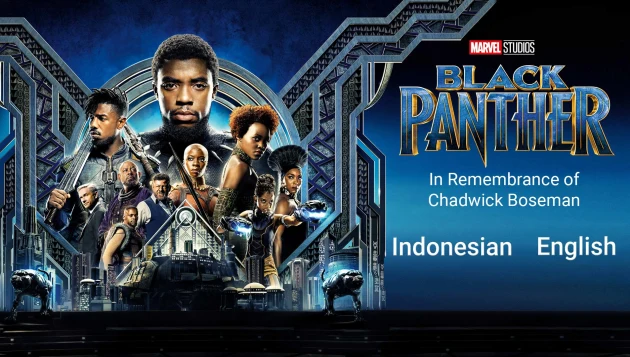 MARVEL STUDIOS
BLACK
PANTHER
In Remembrance of
Chadwick Boseman
Indonesian English